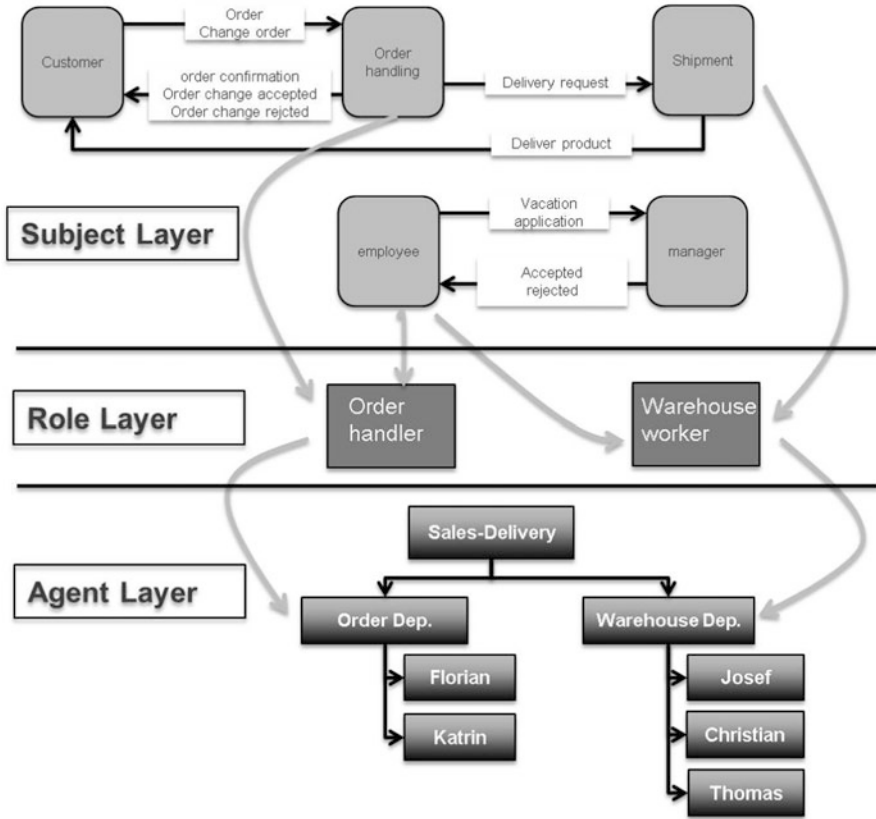 Order
Change order
Customer
Order
handling
Shipment
order confirmation
Order change accepted
Order change rejcted
Delivery request
Deliver product
Subject Layer
Vacation
application
employee
manager
Accepted
rejected
Role Layer
Order
handler
Warehouse
worker
Sales-Delivery
Agent Layer
Order Dep.
Warehouse Dep.
Florian
Josef
Katrin
Christian
Thomas